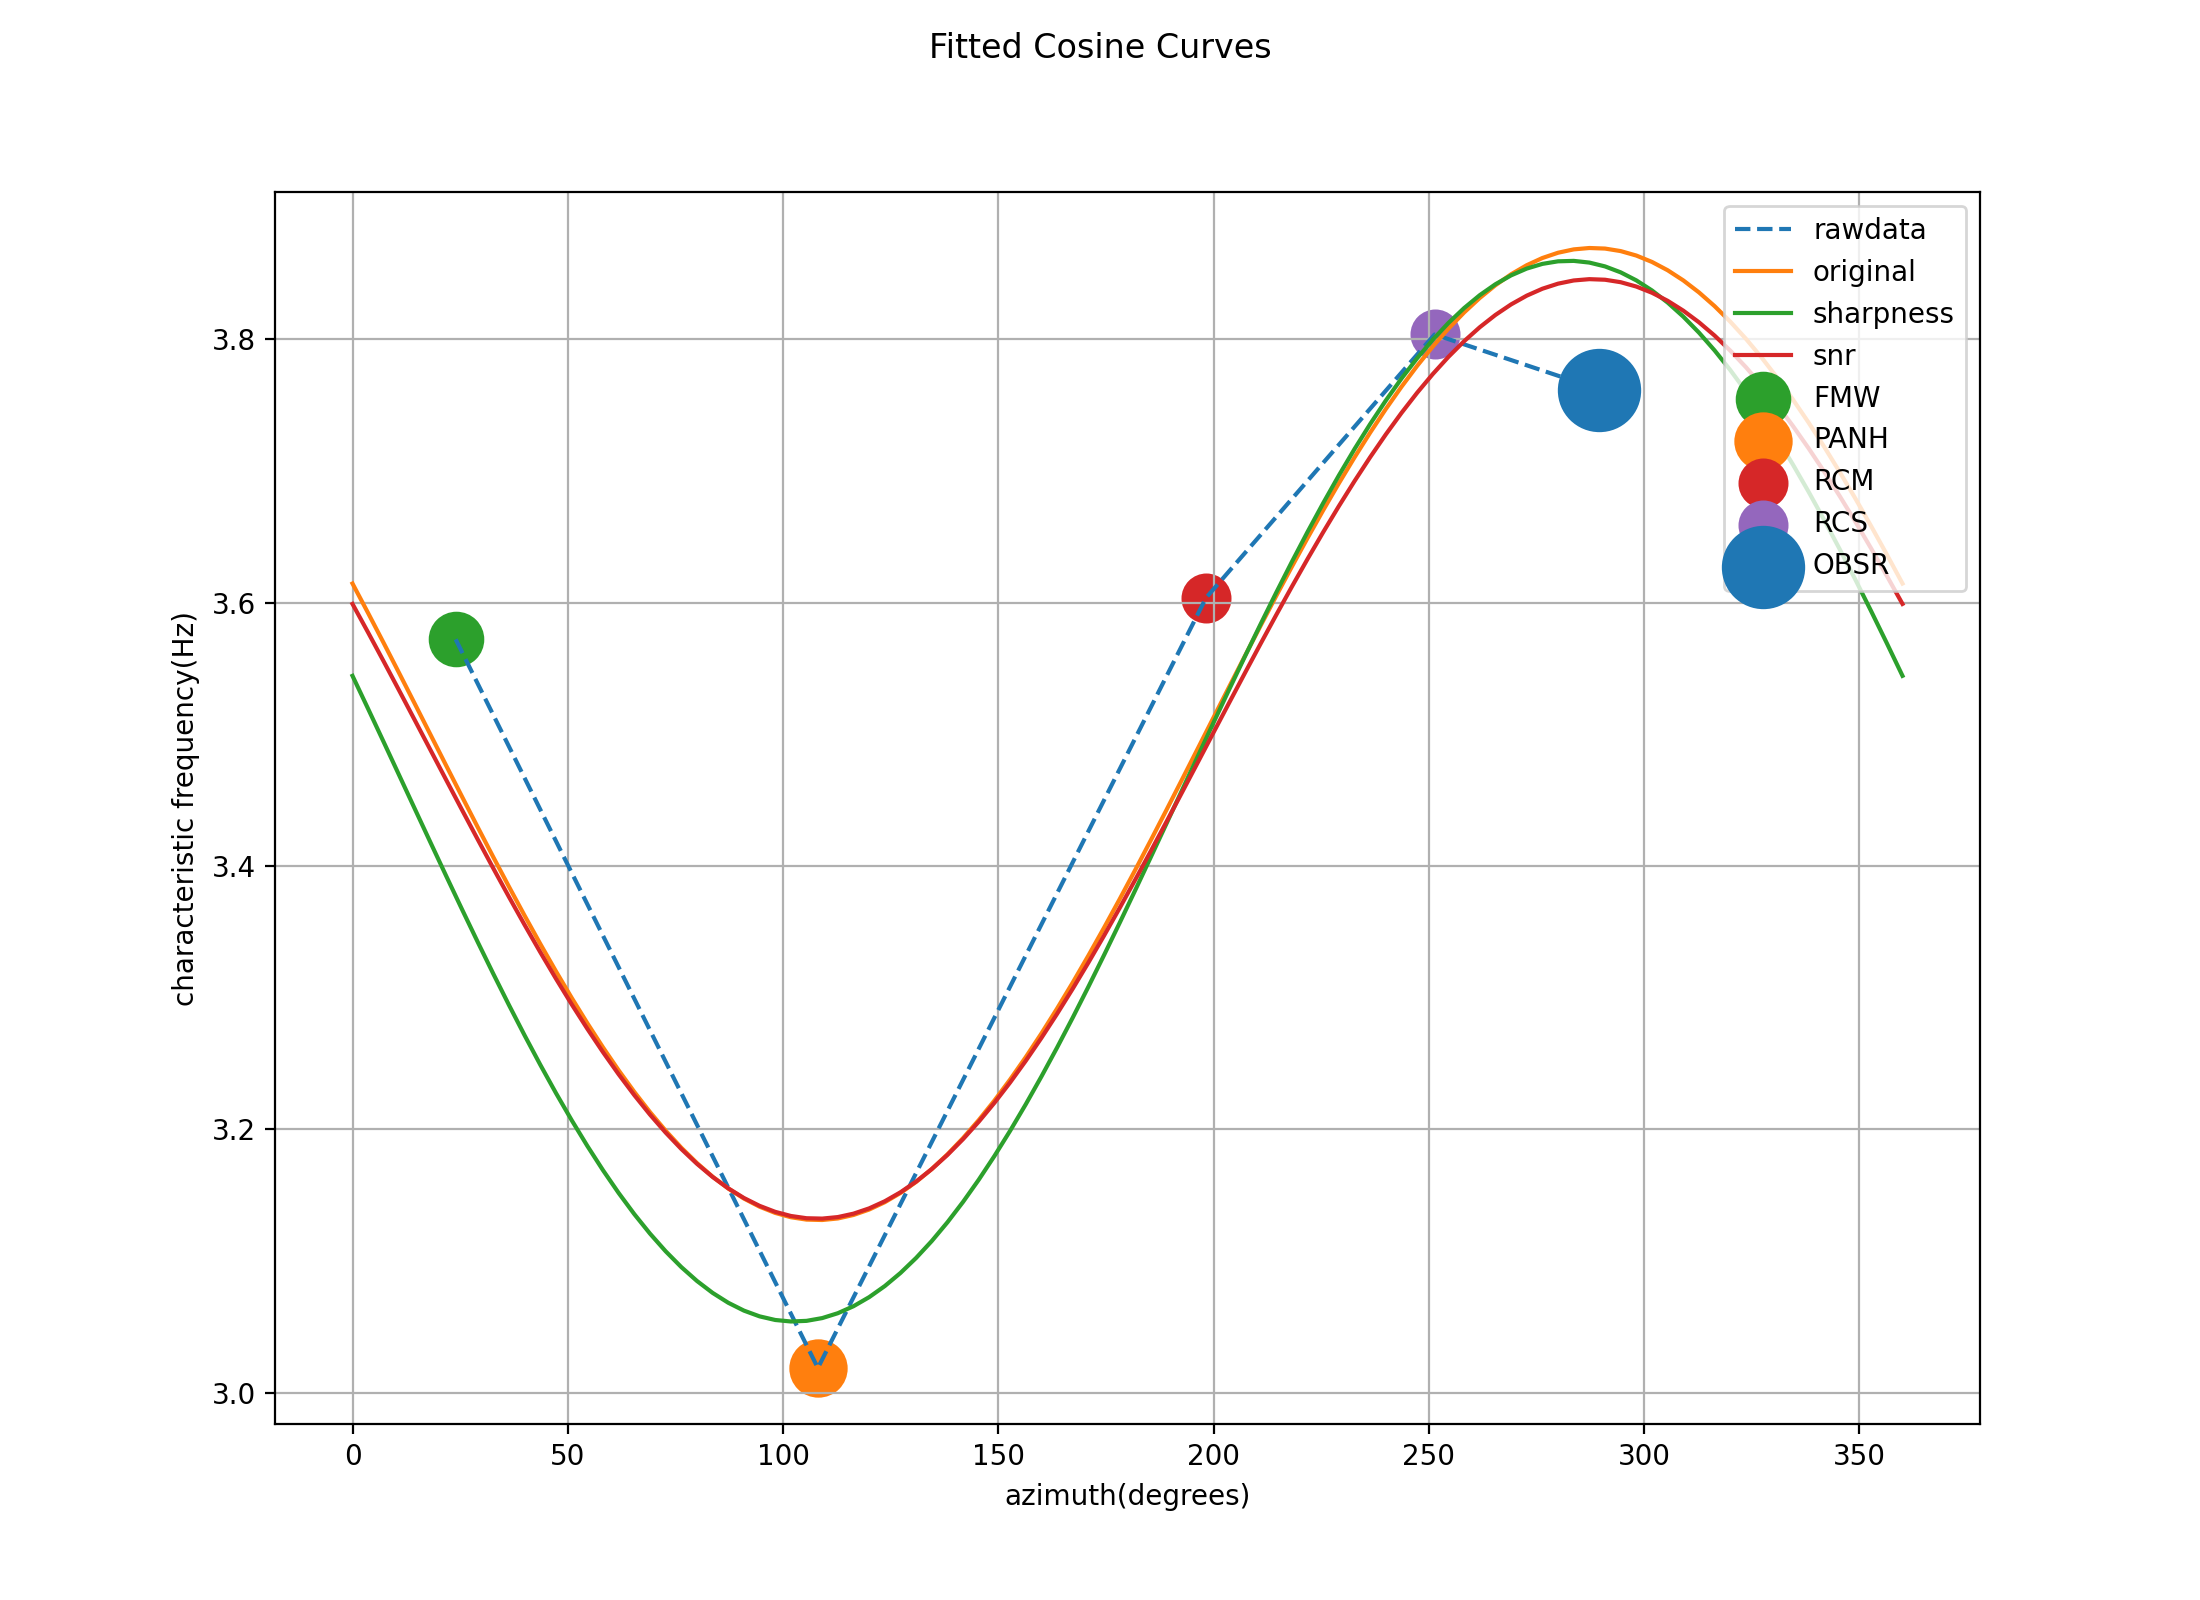 Fitted Cosine Curves
rawdata
original
sharpness
snr
FMW
PANH
RCM
RCS
OBSR
characteristic frequency(Hz)
3.8
3.6
3.4
3.2
3.0
0 50 100 150 200 250 300 350
azimuth(degrees)